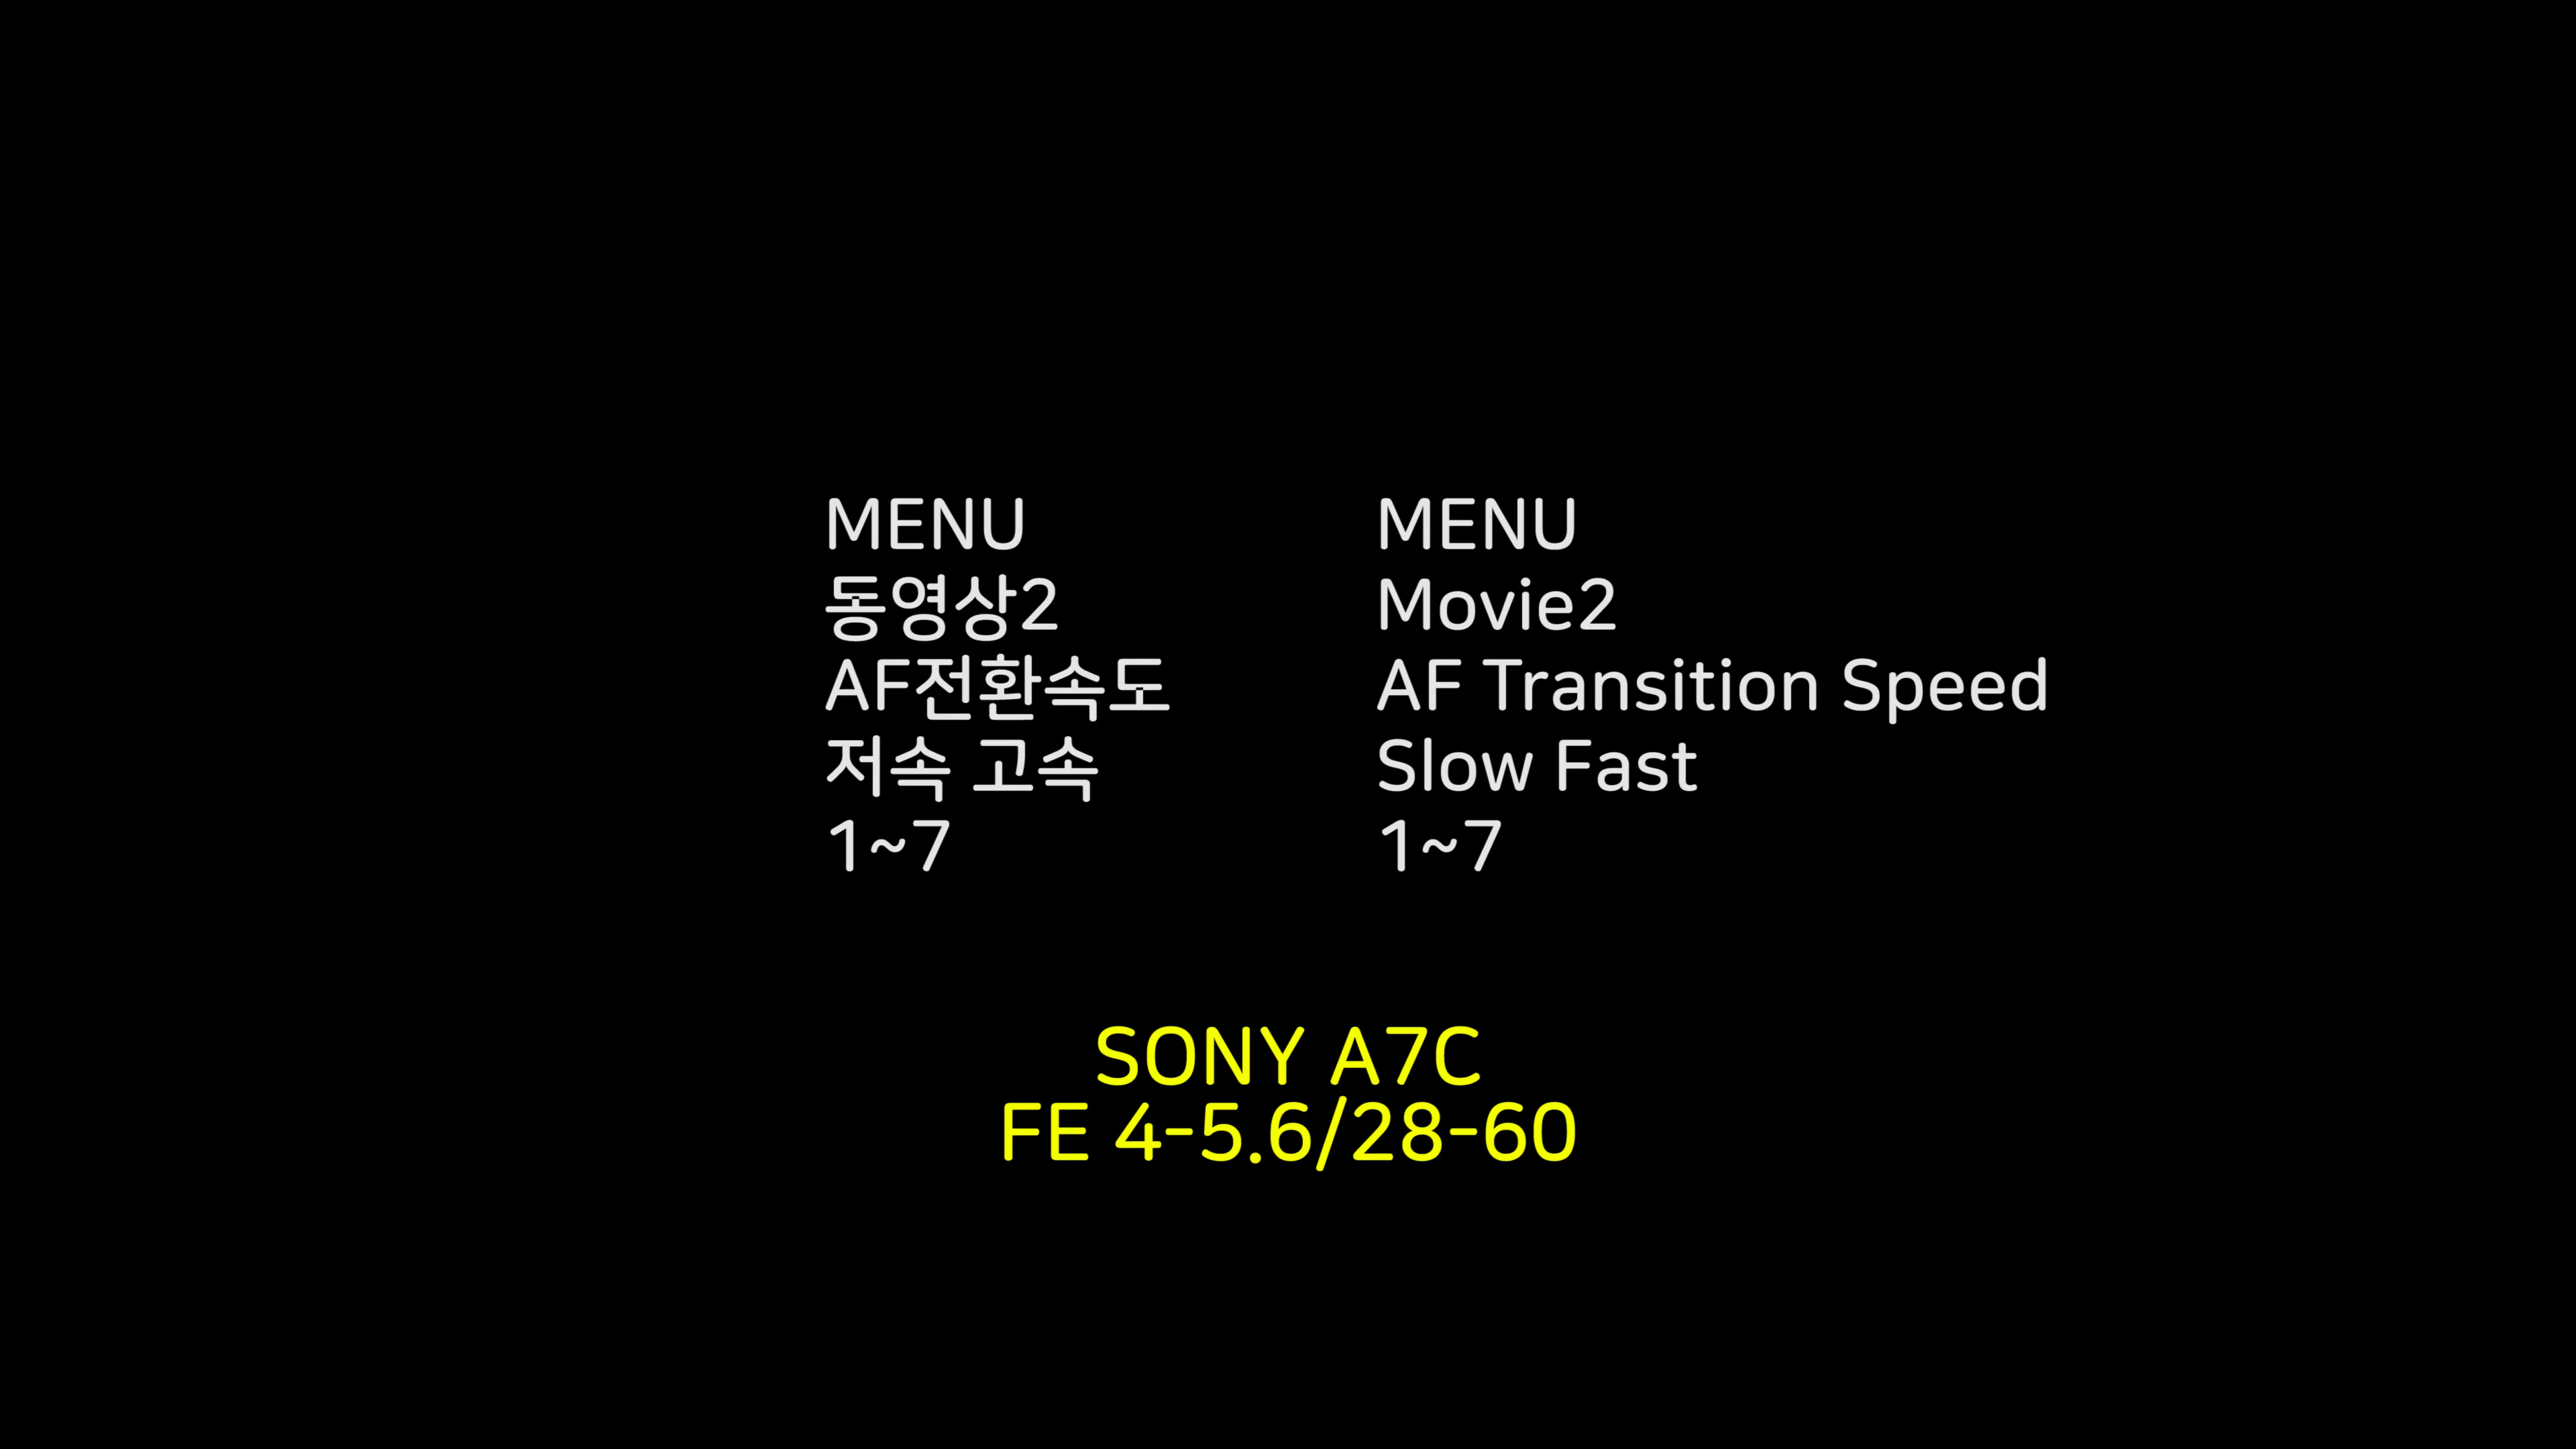 MENU
동영상2
AF전환속도
저속 고속
1~7
MENU
Movie2
AF Transition Speed
Slow Fast
1~7
SONY A7C
FE 4-5.6/28-60